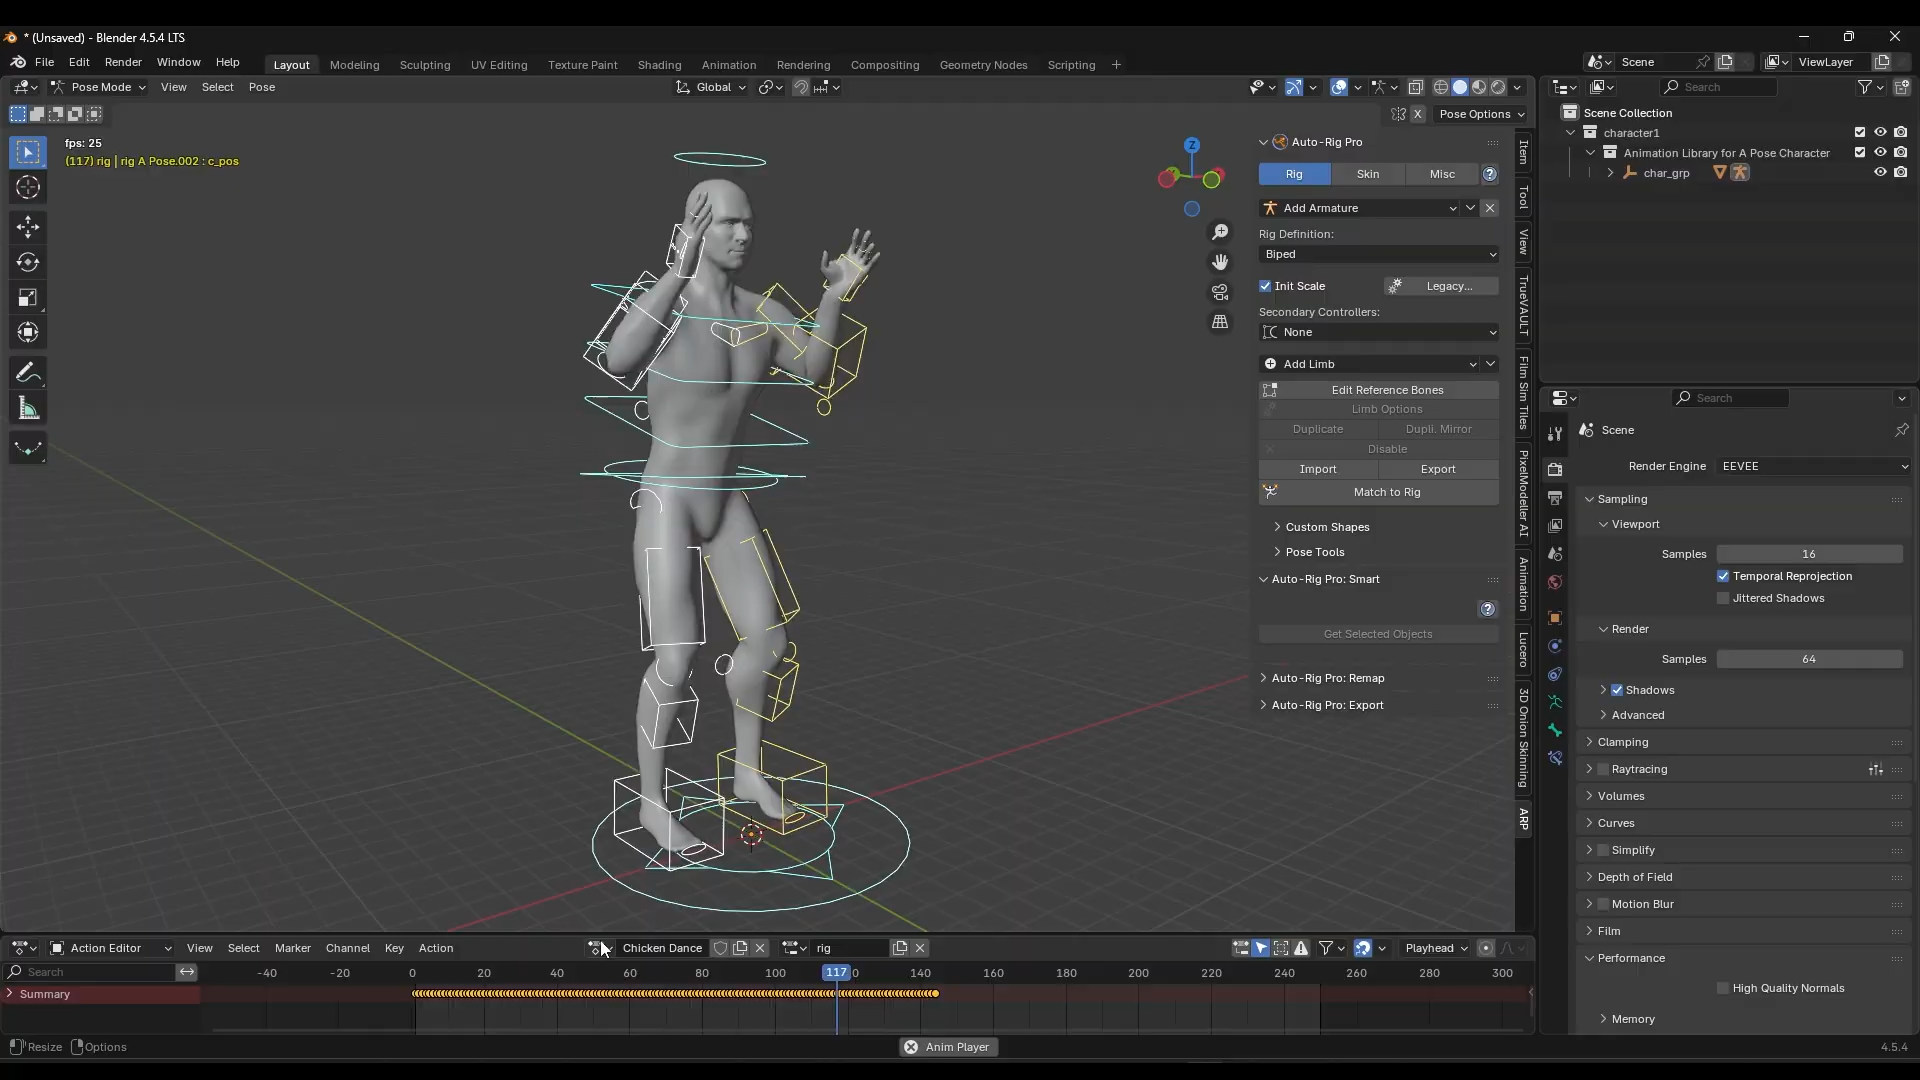 * (Unsaved) - Blender 4.5.4 LTS
File Edit Render Window Help Layout Modeling Sculpting UV Editing Texture Paint Shading Animation Rendering Compositing Geometry Nodes Scripting + Scene ViewLayer
Pose Mode View Select Pose Global Search
X Pose Options
Scene Collection
character1
Animation Library for A Pose Character
char_grp
fps: 25
(117) rig | rig A Pose.002 : c_pos
Z
Auto-Rig Pro
Rig Skin Misc ?
Add Armature
Rig Definition:
Biped
Init Scale Legacy...
Secondary Controllers:
None
Add Limb
Edit Reference Bones
Limb Options
Duplicate Dupli. Mirror
Disable
Import Export
Match to Rig
Custom Shapes
Pose Tools
Auto-Rig Pro: Smart
?
Get Selected Objects
Auto-Rig Pro: Remap
Auto-Rig Pro: Export
Item
Tool
View
TrueVAULT
Film Sim Tiles
PixelModeller AI
Animation
Lucero
3D Onion Skinning
ARP
Search
Scene
Render Engine EEVEE
Sampling
Viewport
Samples 16
Temporal Reprojection
Jittered Shadows
Render
Samples 64
Shadows
Advanced
Clamping
Raytracing
Volumes
Curves
Simplify
Depth of Field
Motion Blur
Film
Performance
High Quality Normals
Memory
Action Editor View Select Marker Channel Key Action Chicken Dance rig Playhead
Search -40 -20 0 20 40 60 80 100 117 0 140 160 180 200 220 240 260 280 300
Summary
Resize Options Anim Player 4.5.4